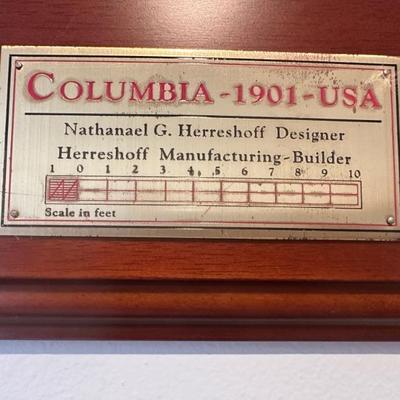 COLUMBIA - 1901 - USA
Nathanael G. Herreshoff Designer
Herreshoff Manufacturing-Builder
1 0 1 2 3 4 5 6 7 8 9 10
Scale in feet